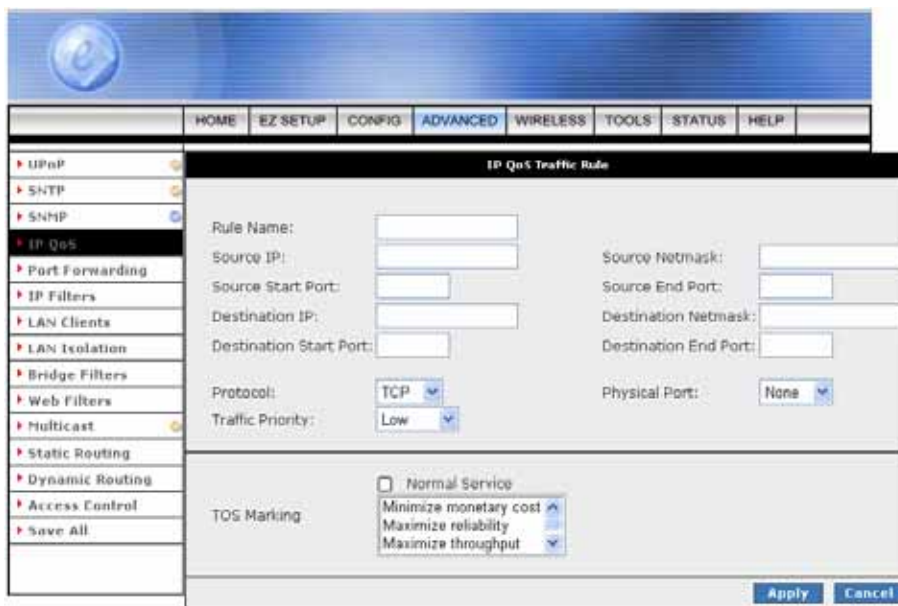 HOME EZ SETUP CONFIG ADVANCED WIRELESS TOOLS STATUS HELP
UPnP
SNTP
SNMP
IP QoS
Port Forwarding
IP Filters
LAN Clients
LAN Isolation
Bridge Filters
Web Filters
Multicast
Static Routing
Dynamic Routing
Access Control
Save All
IP QoS Traffic Rule
Rule Name:
Source IP: Source Netmask:
Source Start Port: Source End Port:
Destination IP: Destination Netmask:
Destination Start Port: Destination End Port:
Protocol: TCP Physical Port: None
Traffic Priority: Low
Normal Service
TOS Marking
Minimize monetary cost
Maximize reliability
Maximize throughput
Apply Cancel